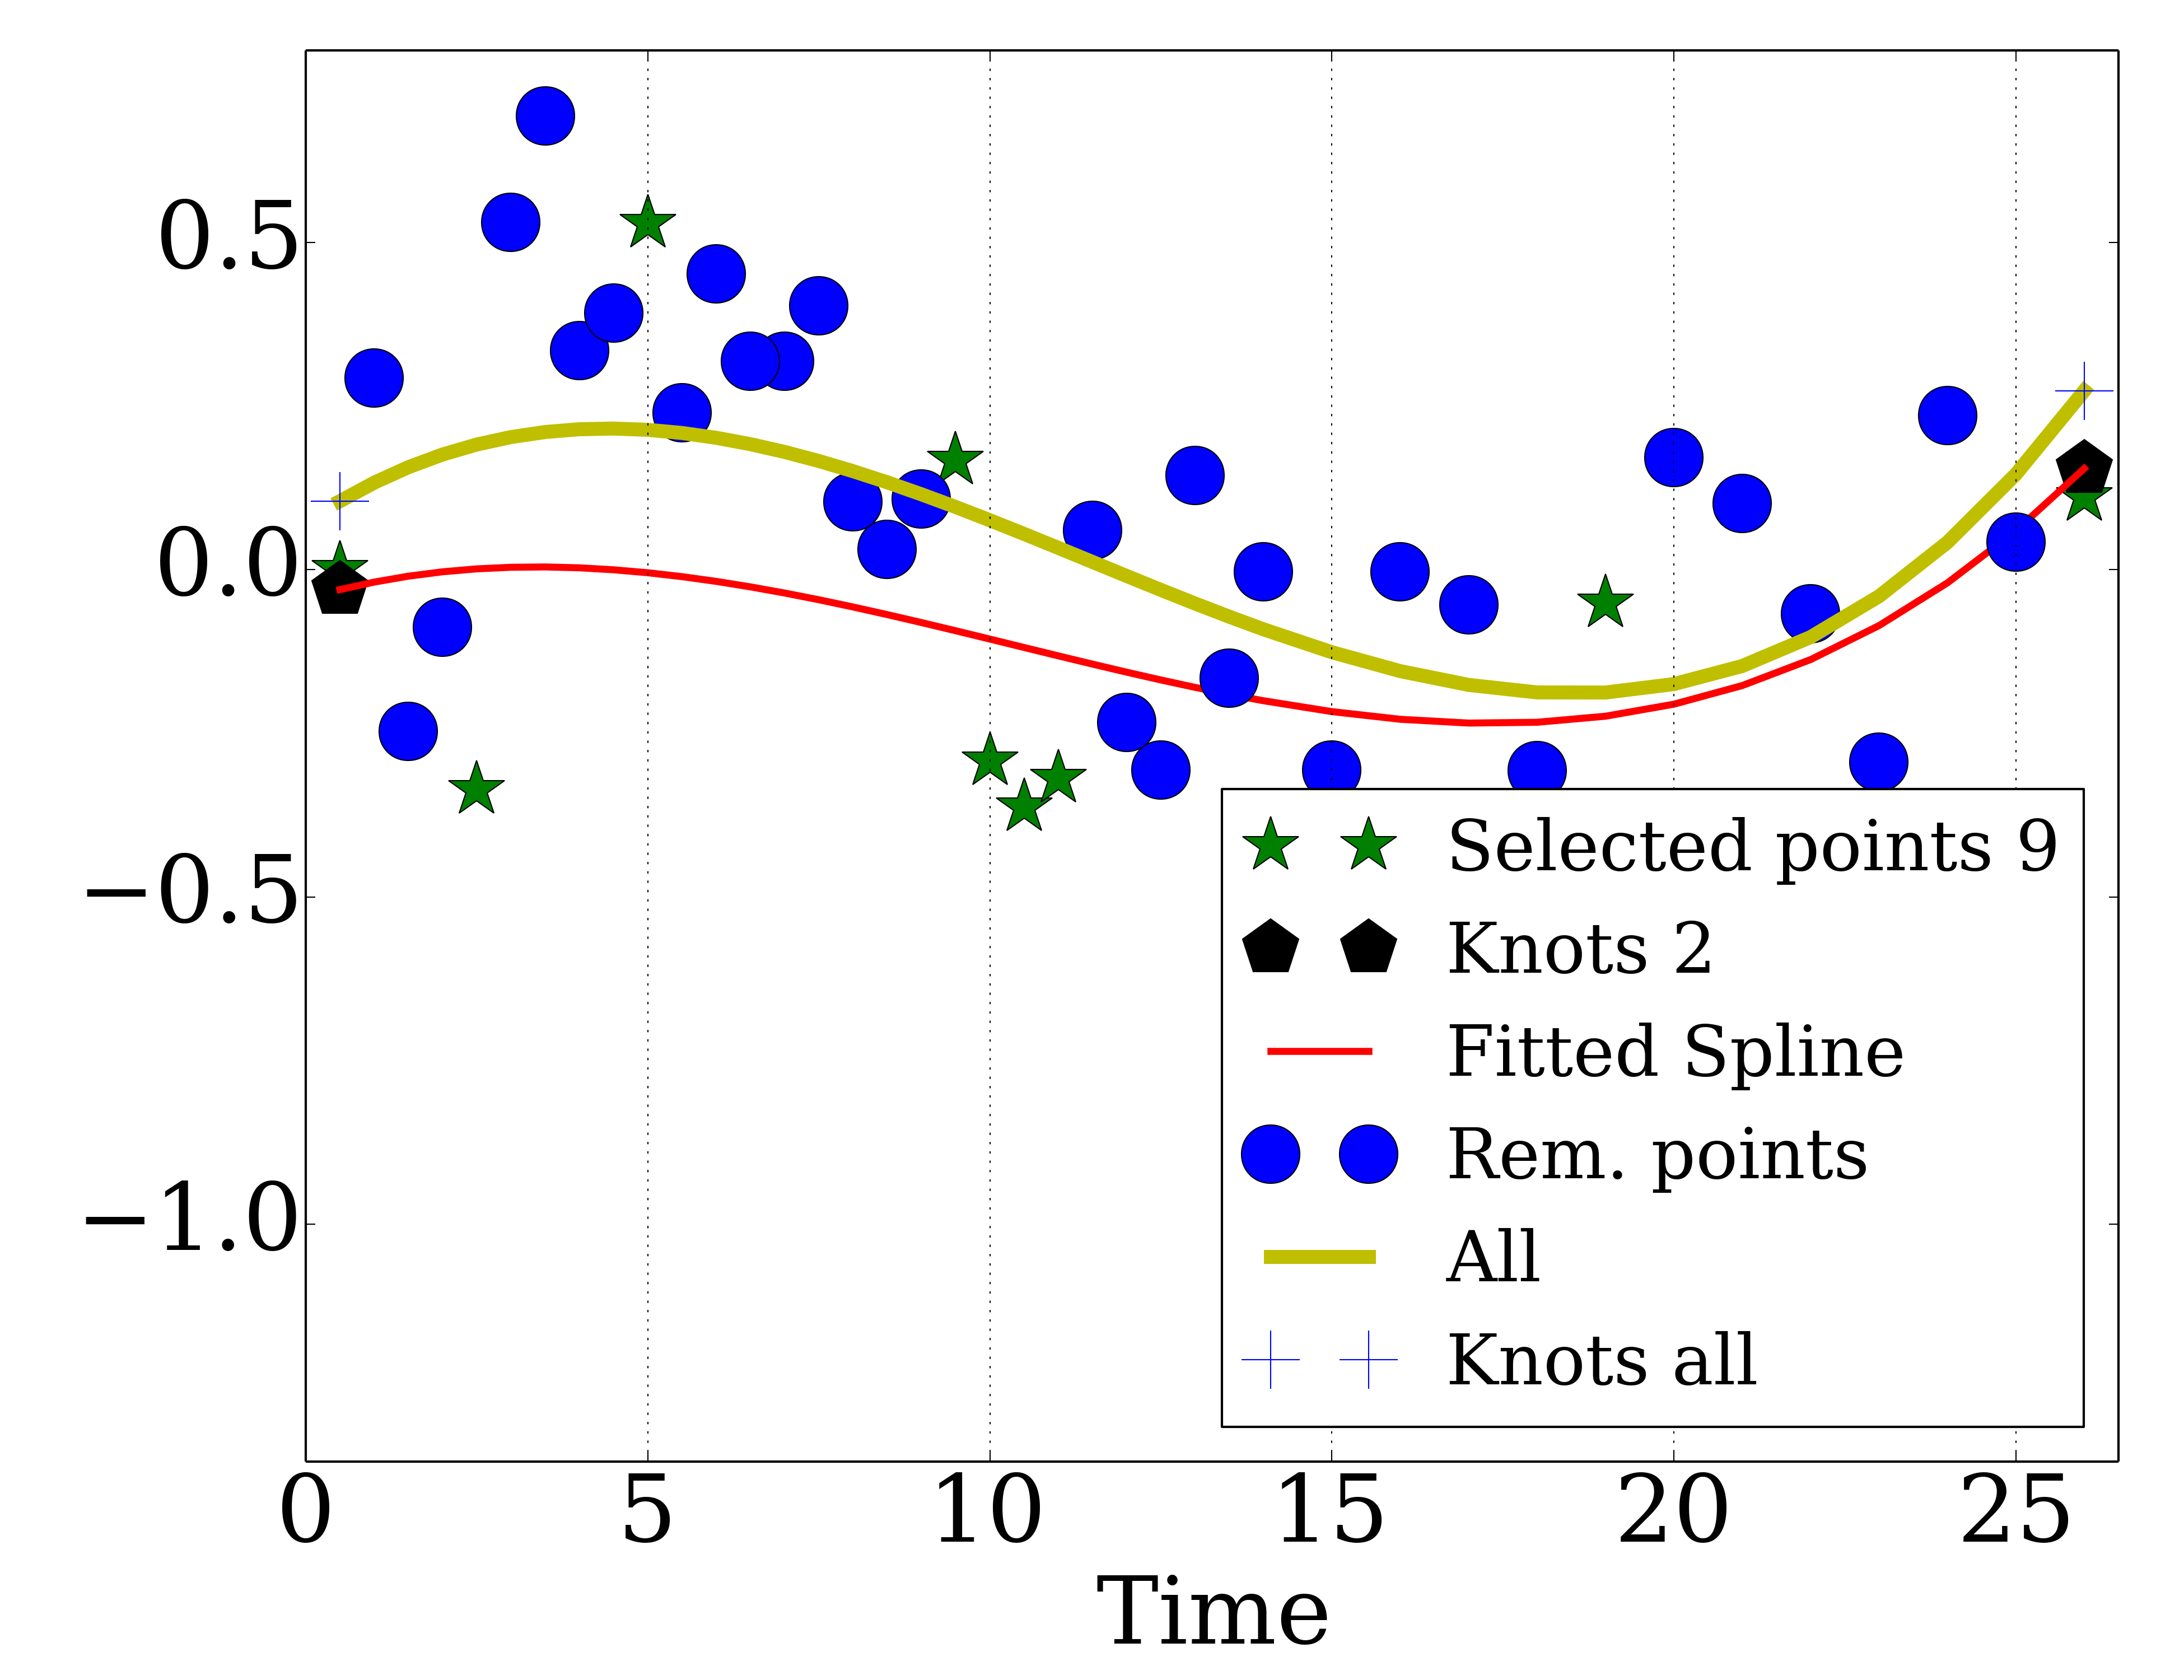 0.5
0.0
−0.5
−1.0
Selected points 9
Knots 2
Fitted Spline
Rem. points
All
Knots all
0 5 10 15 20 25
Time